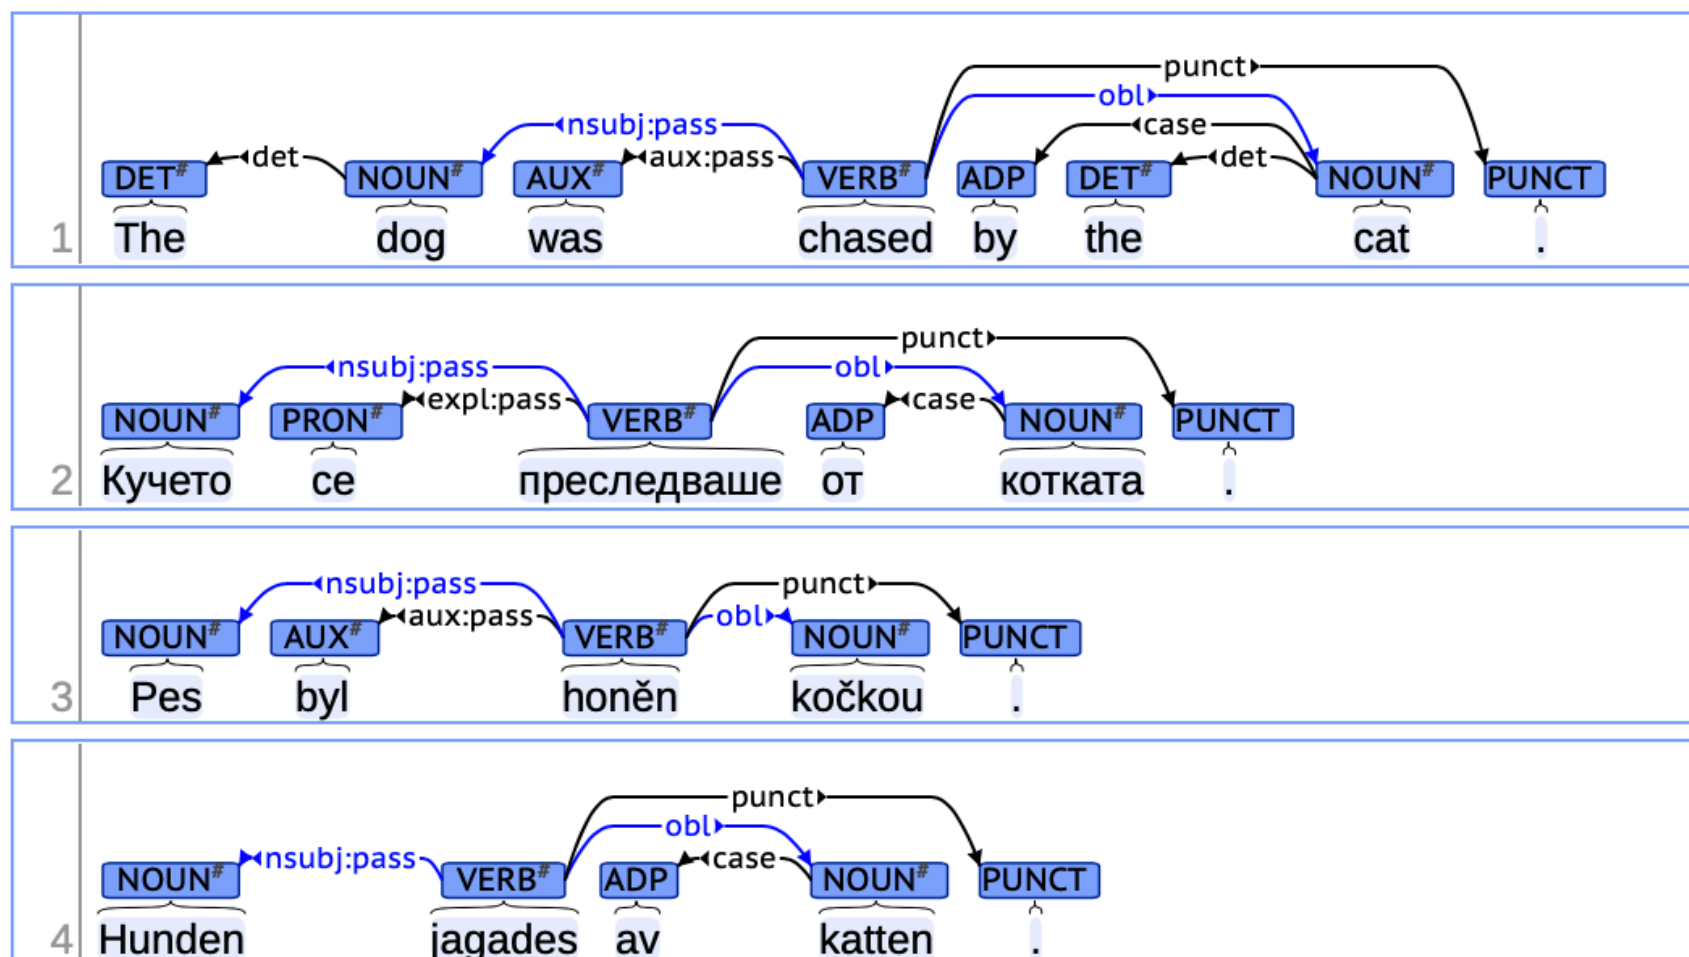 punct
obl
nsubj:pass case
det aux:pass det
DET# NOUN# AUX# VERB# ADP DET# NOUN# PUNCT
1 The dog was chased by the cat .
punct
nsubj:pass obl
expl:pass case
NOUN# PRON# VERB# ADP NOUN# PUNCT
2 Кучето се преследваше от котката .
nsubj:pass punct
aux:pass obl
NOUN# AUX# VERB# NOUN# PUNCT
3 Pes byl honěn kočkou .
punct
obl
nsubj:pass case
NOUN# VERB# ADP NOUN# PUNCT
4 Hunden jagades av katten .